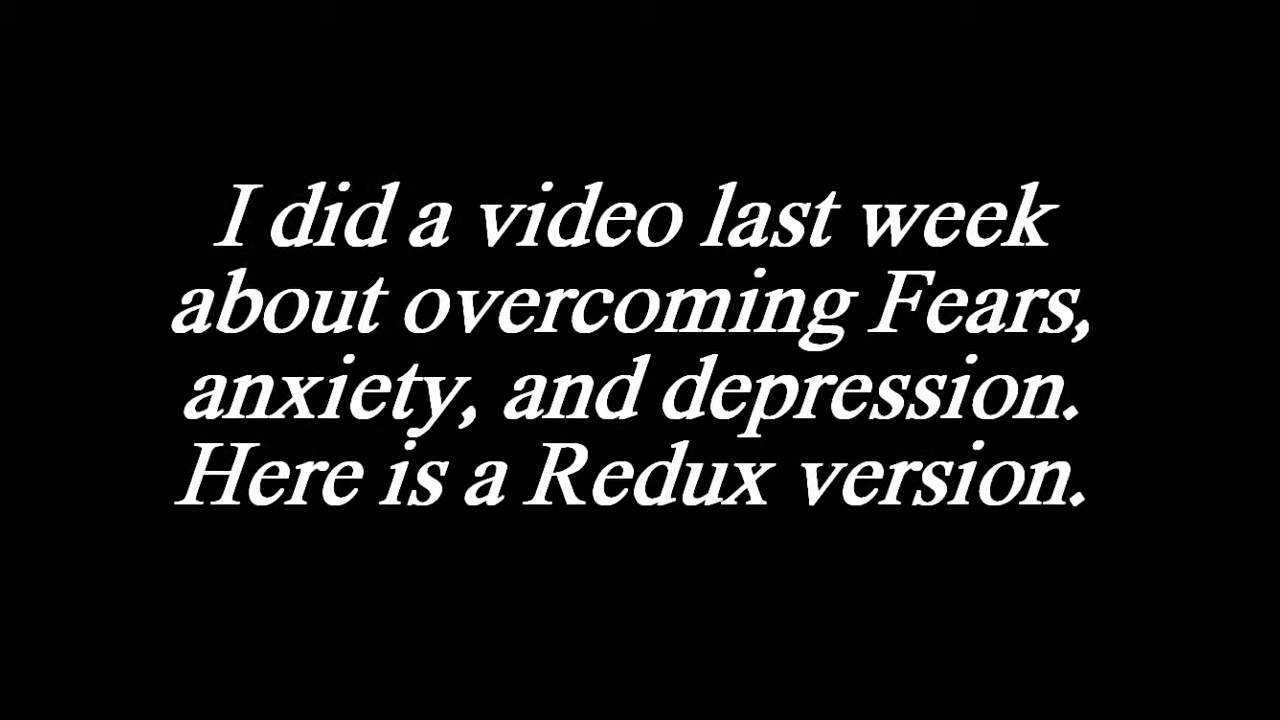 I did a video last week
about overcoming Fears,
anxiety, and depression.
Here is a Redux version.